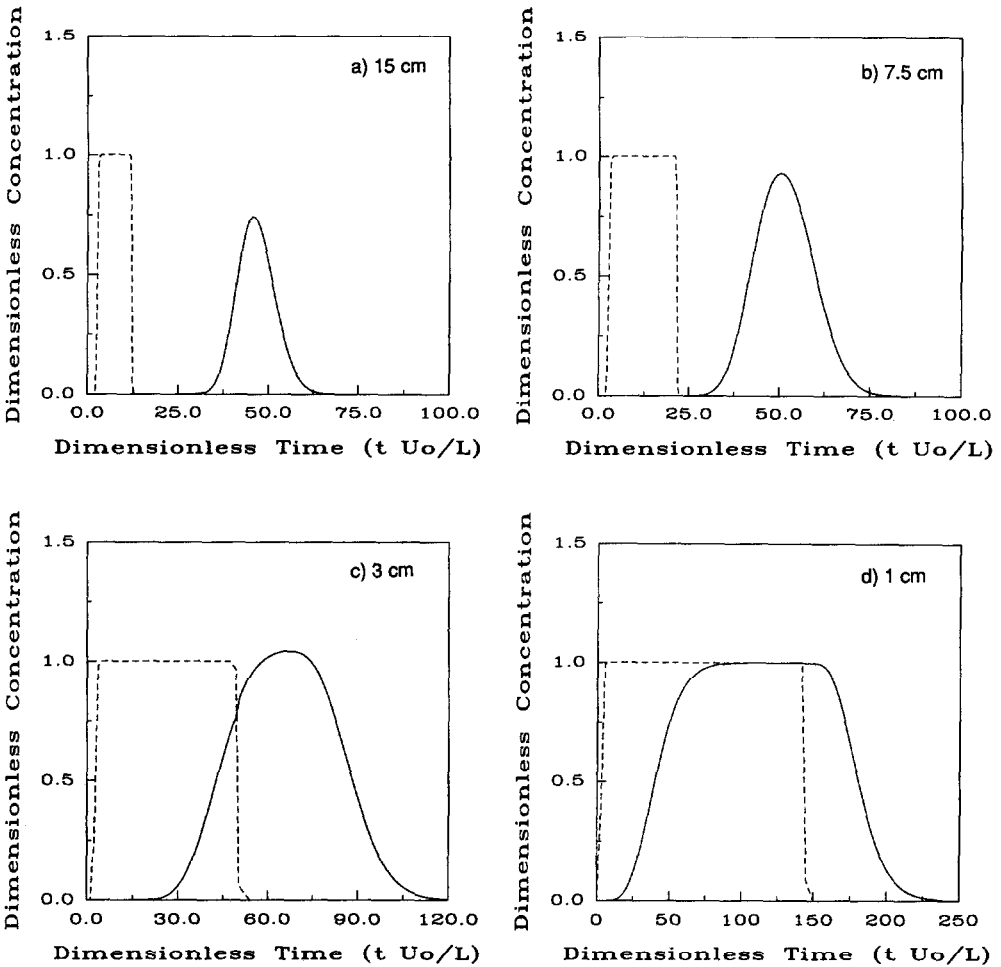 Dimensionless Concentration
1.5
1.0
0.5
0.0
a) 15 cm
0.0 25.0 50.0 75.0 100.0
Dimensionless Time (t Uo/L)
Dimensionless Concentration
1.5
1.0
0.5
0.0
b) 7.5 cm
0.0 25.0 50.0 75.0 100.0
Dimensionless Time (t Uo/L)
Dimensionless Concentration
1.5
1.0
0.5
0.0
c) 3 cm
0.0 30.0 60.0 90.0 120.0
Dimensionless Time (t Uo/L)
Dimensionless Concentration
1.5
1.0
0.5
0.0
d) 1 cm
0 50 100 150 200 250
Dimensionless Time (t Uo/L)